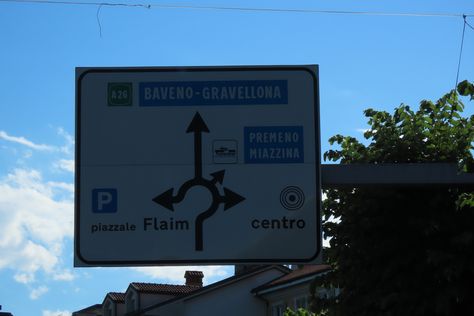 A26 BAVENO-GRAVELLONA
PREMENO
MIAZZINA
P
piazzale Flaim
centro